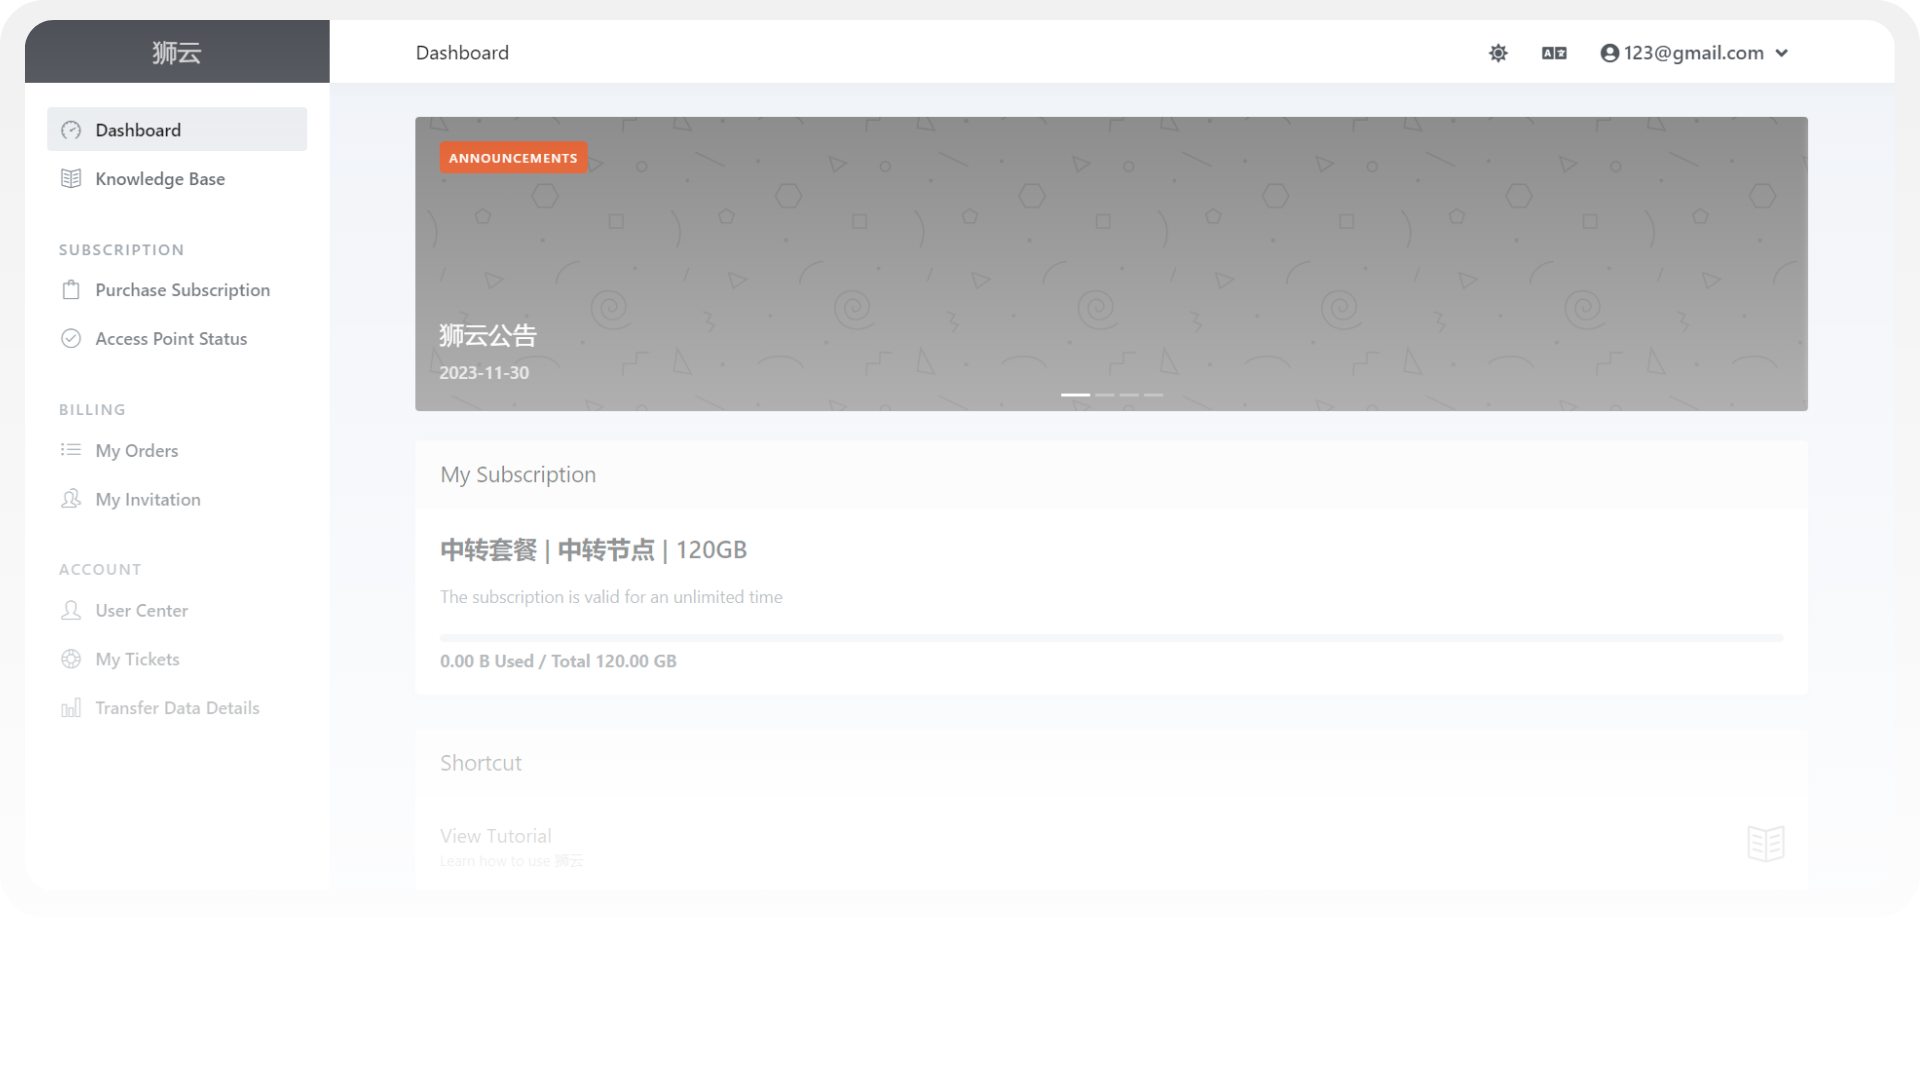 狮云
Dashboard
123@gmail.com
Dashboard
Knowledge Base
SUBSCRIPTION
Purchase Subscription
Access Point Status
BILLING
My Orders
My Invitation
ACCOUNT
User Center
My Tickets
Transfer Data Details
ANNOUNCEMENTS
狮云公告
2023-11-30
My Subscription
中转套餐 | 中转节点 | 120GB
The subscription is valid for an unlimited time
0.00 B Used / Total 120.00 GB
Shortcut
View Tutorial
Learn how to use 狮云